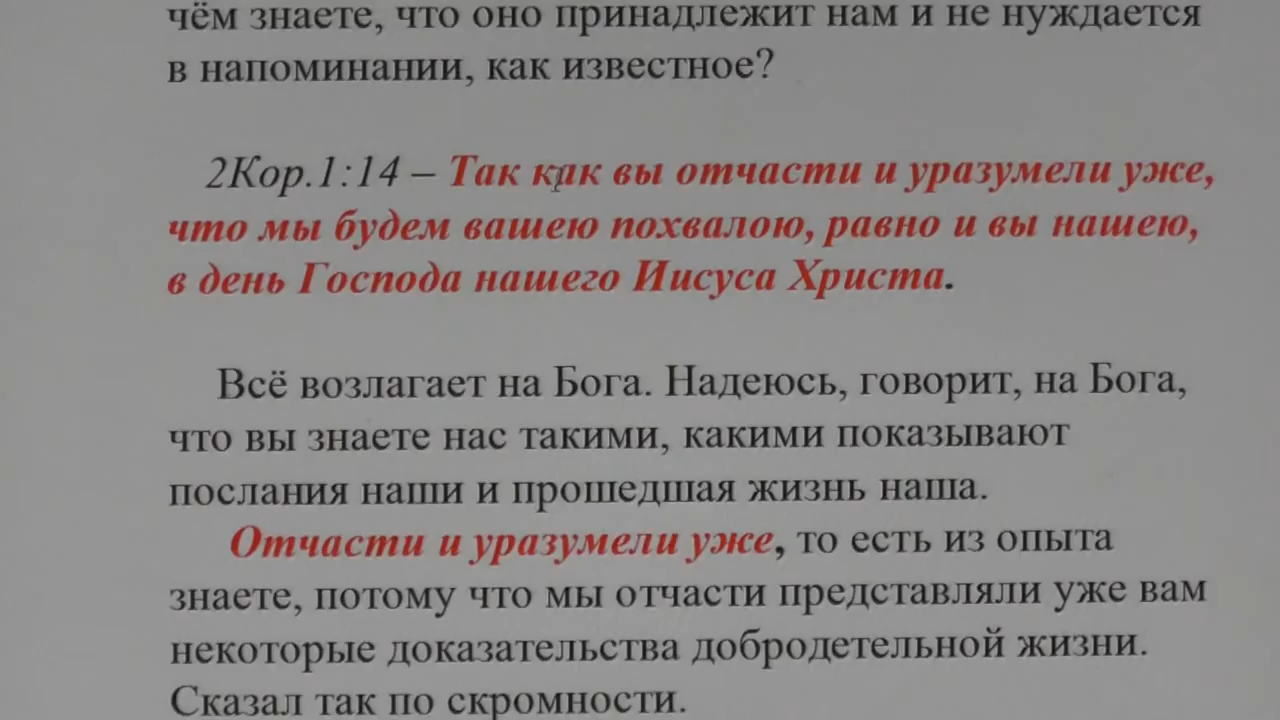 чём знаете, что оно принадлежит нам и не нуждается
в напоминании, как известное?
2Кор.1:14 – Так как вы отчасти и уразумели уже,
что мы будем вашею похвалою, равно и вы нашею,
в день Господа нашего Иисуса Христа.
Всё возлагает на Бога. Надеюсь, говорит, на Бога,
что вы знаете нас такими, какими показывают
послания наши и прошедшая жизнь наша.
Отчасти и уразумели уже, то есть из опыта
знаете, потому что мы отчасти представляли уже вам
некоторые доказательства добродетельной жизни.
Сказал так по скромности.